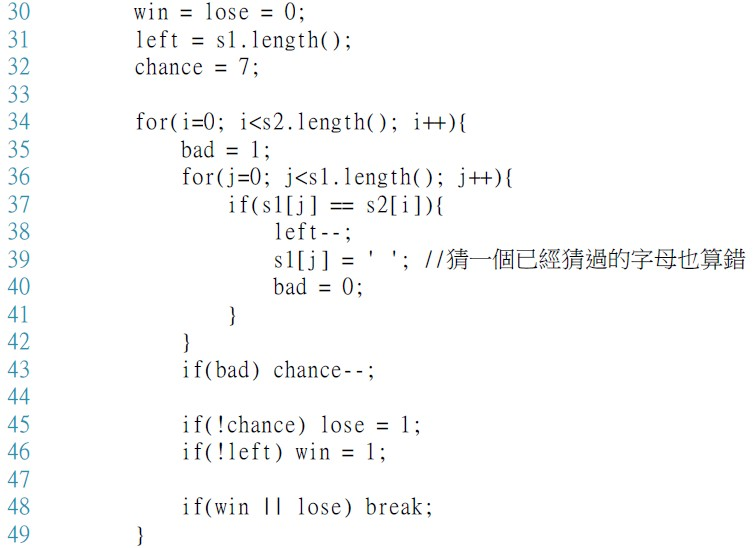 30 win = lose = 0;
31 left = s1.length();
32 chance = 7;
33
34 for(i=0; i<s2.length(); i++){
35 bad = 1;
36 for(j=0; j<s1.length(); j++){
37 if(s1[j] == s2[i]){
38 left--;
39 s1[j] = ' '; //猜一個已經猜過的字母也算錯
40 bad = 0;
41 }
42 }
43 if(bad) chance--;
44
45 if(!chance) lose = 1;
46 if(!left) win = 1;
47
48 if(win || lose) break;
49 }